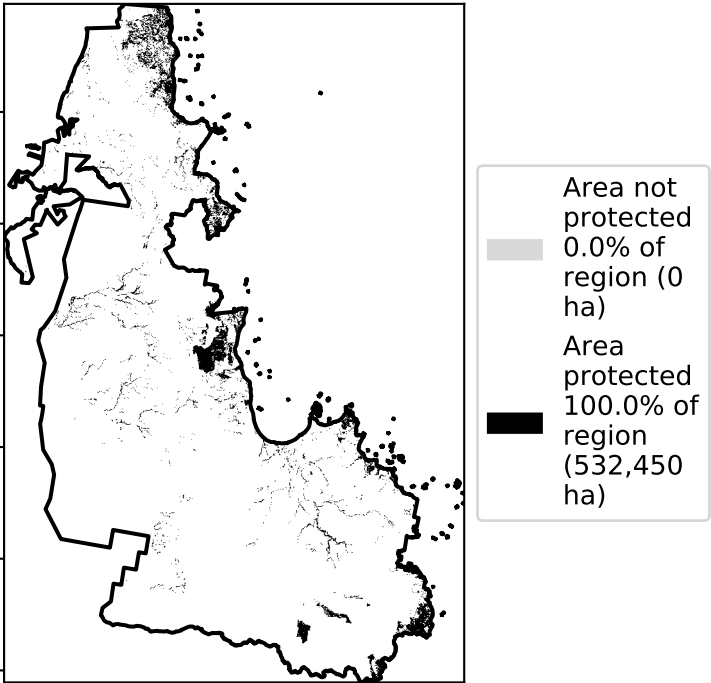 Area not
protected
0.0% of
region (0
ha)
Area
protected
100.0% of
region
(532,450
ha)